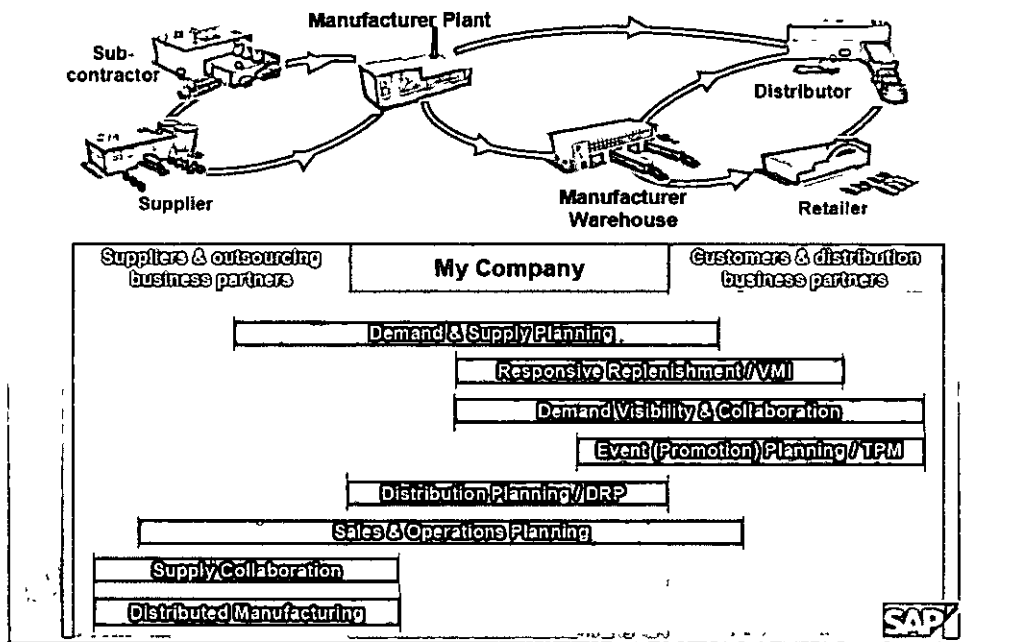 Manufacturer Plant
Sub-
contractor
Distributor
Supplier
Manufacturer
Warehouse
Retailer
Suppliers & outsourcing
business partners
My Company
Customers & distribution
business partners
Demand & Supply Planning
Responsive Replenishment / VMI
Demand Visibility & Collaboration
Event (Promotion) Planning / TPM
Distribution Planning / DRP
Sales & Operations Planning
Supply Collaboration
Distributed Manufacturing
SAP